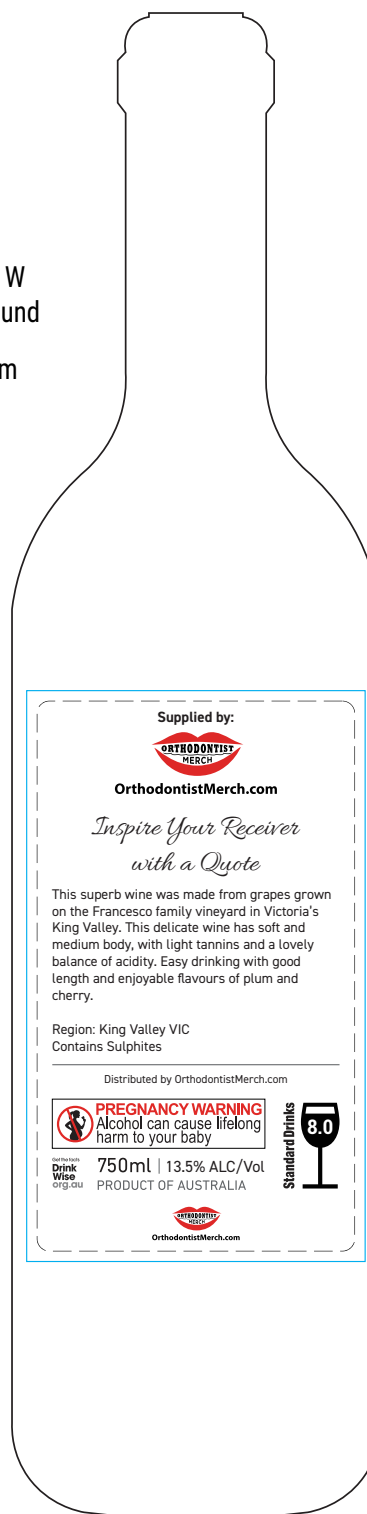 W
und
m
Supplied by:
ORTHODONTIST
MERCH
OrthodontistMerch.com
Inspire Your Receiver
with a Quote
This superb wine was made from grapes grown
on the Francesco family vineyard in Victoria's
King Valley. This delicate wine has soft and
medium body, with light tannins and a lovely
balance of acidity. Easy drinking with good
length and enjoyable flavours of plum and
cherry.
Region: King Valley VIC
Contains Sulphites
Distributed by OrthodontistMerch.com
PREGNANCY WARNING
Alcohol can cause lifelong
harm to your baby
Standard Drinks
8.0
Get the facts
Drink
Wise
org.au
750ml | 13.5% ALC/Vol
PRODUCT OF AUSTRALIA
ORTHODONTIST
MERCH
OrthodontistMerch.com